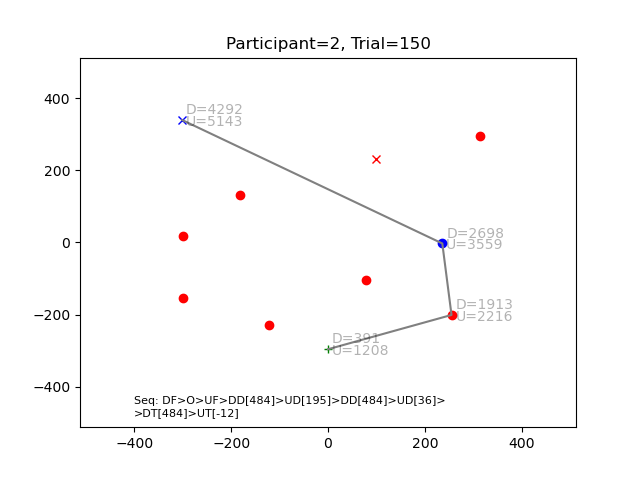 Participant=2, Trial=150
D=4292
U=5143
D=2698
U=3559
D=1913
U=2216
D=391
U=1208
Seq: DF>O>UF>DD[484]>UD[195]>DD[484]>UD[36]>
>DT[484]>UT[-12]
400
200
0
−200
−400
−400
−200
0
200
400